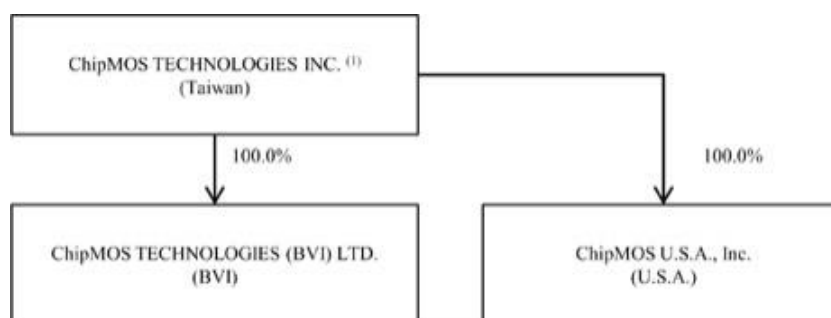 ChipMOS TECHNOLOGIES INC. (1)
(Taiwan)
100.0%
100.0%
ChipMOS TECHNOLOGIES (BVI) LTD.
(BVI)
ChipMOS U.S.A., Inc.
(U.S.A.)